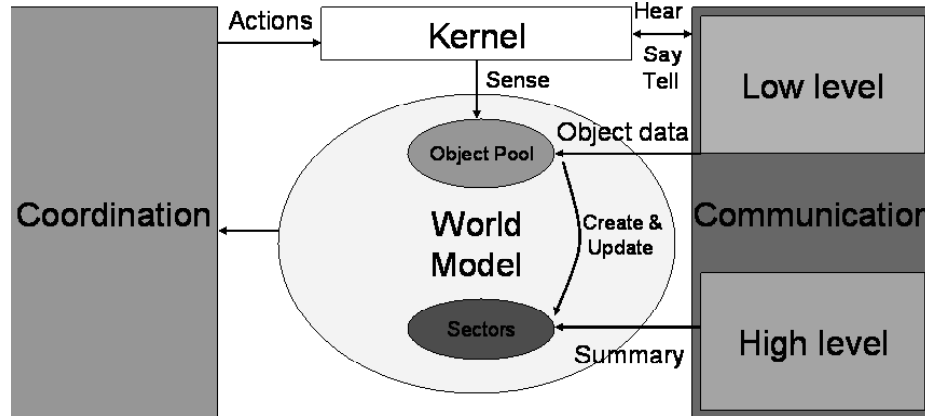 Actions
Kernel
Hear
Say
Tell
Sense
Low level
Object data
Object Pool
Coordination
World
Model
Create &
Update
Communication
Sectors
Summary
High level